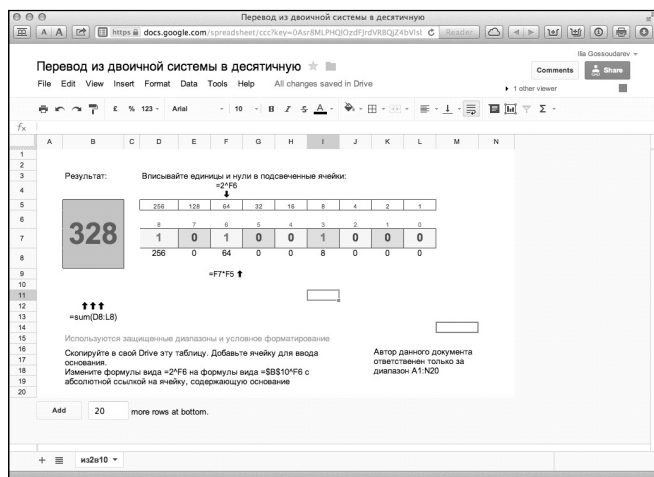 Перевод из двоичной системы в десятичную
https docs.google.com/spreadsheet/ccc?key=0Asr8MLPHQJOzdFJrdVRBQjZ4bVlsl Reader
Ilia Gossoudarev
Перевод из двоичной системы в десятичную
Comments Share
File Edit View Insert Format Data Tools Help All changes saved in Drive
1 other viewer
£ % 123 Arial 10 B I S A Σ
fx
A B C D E F G H I J K L M N
1
2
3 Результат: Вписывайте единицы и нули в подсвеченные ячейки:
4 =2^F6
5 256 128 64 32 16 8 4 2 1
6 8 7 6 5 4 3 2 1 0
7 328 1 0 1 0 0 1 0 0 0
8 256 0 64 0 0 8 0 0 0
9 =F7*F5
10
11
12
13 =sum(D8:L8)
14
15 Используются защищенные диапазоны и условное форматирование
16 Скопируйте в свой Drive эту таблицу. Добавьте ячейку для ввода Автор данного документа
17 основания. ответственен только за
18 Измените формулы вида =2^F6 на формулы вида =$B$10^F6 с диапазон A1:N20
19 абсолютной ссылкой на ячейку, содержающую основание
20
Add 20 more rows at bottom.
из2в10